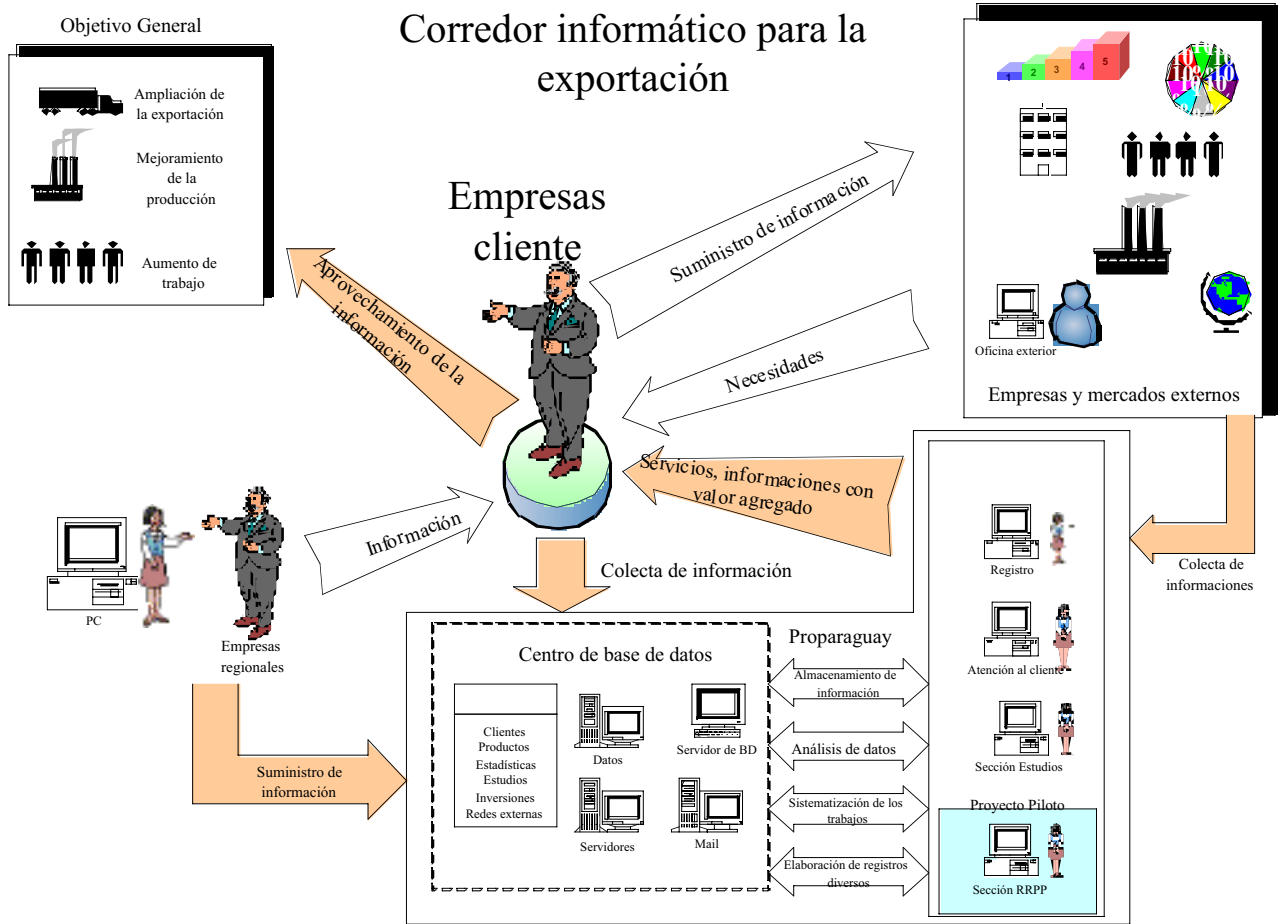 Objetivo General
Corredor informático para la
exportación
Ampliación de
la exportación
Mejoramiento
de la
producción
Aumento de
trabajo
Empresas
cliente
Aprovechamiento de la
información
Suministro de información
Necesidades
Servicios, informaciones con
valor agregado
Información
1 2 3 4 5
Oficina exterior
Empresas y mercados externos
Colecta de
informaciones
PC
Empresas
regionales
Colecta de información
Suministro de
información
Centro de base de datos
Clientes
Productos
Estadísticas
Estudios
Inversiones
Redes externas
Datos
Servidor de BD
Servidores
Mail
Proparaguay
Almacenamiento de
información
Análisis de datos
Sistematización de los
trabajos
Elaboración de registros
diversos
Registro
Atención al cliente
Sección Estudios
Proyecto Piloto
Sección RRPP